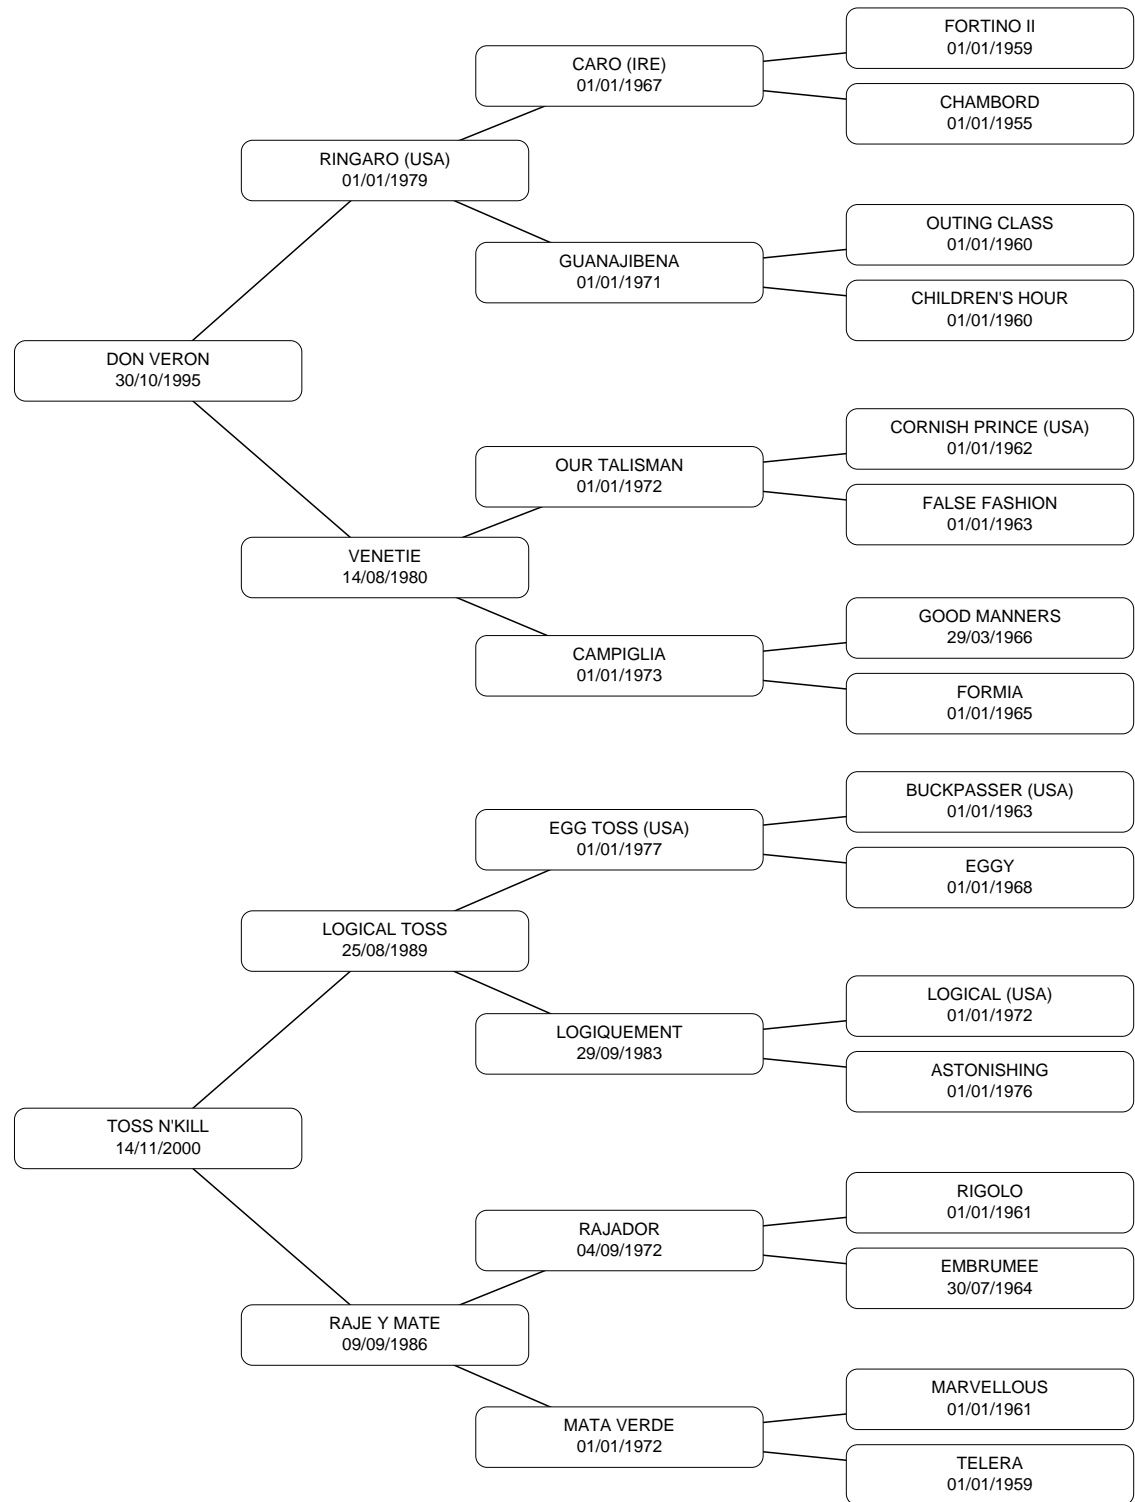 FORTINO II
01/01/1959
CARO (IRE)
01/01/1967
CHAMBORD
01/01/1955
RINGARO (USA)
01/01/1979
OUTING CLASS
01/01/1960
GUANAJIBENA
01/01/1971
CHILDREN'S HOUR
01/01/1960
DON VERON
30/10/1995
CORNISH PRINCE (USA)
01/01/1962
OUR TALISMAN
01/01/1972
FALSE FASHION
01/01/1963
VENETIE
14/08/1980
GOOD MANNERS
29/03/1966
CAMPIGLIA
01/01/1973
FORMIA
01/01/1965
BUCKPASSER (USA)
01/01/1963
EGG TOSS (USA)
01/01/1977
EGGY
01/01/1968
LOGICAL TOSS
25/08/1989
LOGICAL (USA)
01/01/1972
LOGIQUEMENT
29/09/1983
ASTONISHING
01/01/1976
TOSS N'KILL
14/11/2000
RIGOLO
01/01/1961
RAJADOR
04/09/1972
EMBRUMEE
30/07/1964
RAJE Y MATE
09/09/1986
MARVELLOUS
01/01/1961
MATA VERDE
01/01/1972
TELERA
01/01/1959